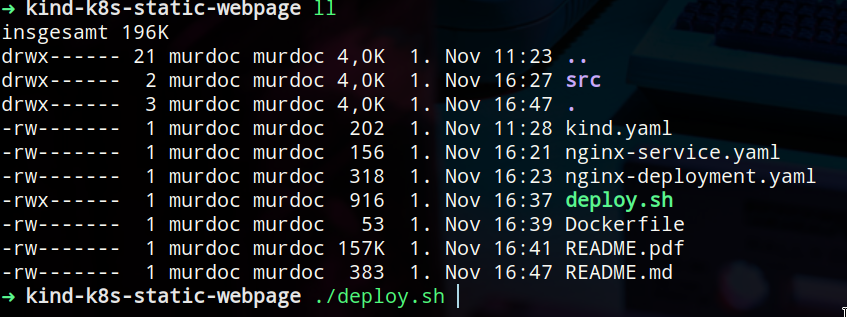 → kind-k8s-static-webpage ll
insgesamt 196K
drwx------ 21 murdoc murdoc 4,0K  1. Nov 11:23 ..
drwx------  2 murdoc murdoc 4,0K  1. Nov 16:27 src
drwx------  3 murdoc murdoc 4,0K  1. Nov 16:47 .
-rw-------  1 murdoc murdoc  202  1. Nov 11:28 kind.yaml
-rw-------  1 murdoc murdoc  156  1. Nov 16:21 nginx-service.yaml
-rw-------  1 murdoc murdoc  318  1. Nov 16:23 nginx-deployment.yaml
-rwx------  1 murdoc murdoc  916  1. Nov 16:37 deploy.sh
-rw-------  1 murdoc murdoc   53  1. Nov 16:39 Dockerfile
-rw-------  1 murdoc murdoc 157K  1. Nov 16:41 README.pdf
-rw-------  1 murdoc murdoc  383  1. Nov 16:47 README.md
→ kind-k8s-static-webpage ./deploy.sh